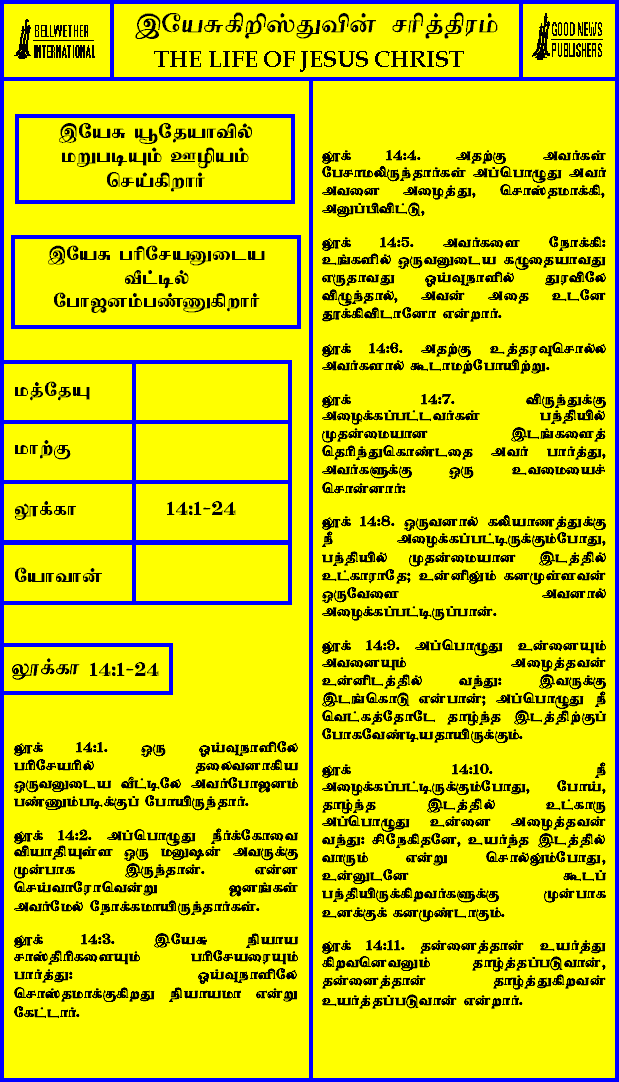 BELLWETHER
INTERNATIONAL
இயேசுகிறிஸ்துவின் சரித்திரம்
THE LIFE OF JESUS CHRIST
GOOD NEWS
PUBLISHERS
இயேசு யூதேயாவில்
மறுபடியும் ஊழியம்
செய்கிறார்
இயேசு பரிசேயனுடைய
வீட்டில்
போஜனம்பண்ணுகிறார்
மத்தேயு
மாற்கு
லூக்கா 14:1-24
யோவான்
லூக்கா 14:1-24
லூக் 14:1. ஒரு ஓய்வுநாளிலே
பரிசேயரில் தலைவனாகிய
ஒருவனுடைய வீட்டிலே அவர்போஜனம்
பண்ணும்படிக்குப் போயிருந்தார்.
லூக் 14:2. அப்பொழுது நீர்க்கோவை
வியாதியுள்ள ஒரு மனுஷன் அவருக்கு
முன்பாக இருந்தான். என்ன
செய்வாரோவென்று ஜனங்கள்
அவர்மேல் நோக்கமாயிருந்தார்கள்.
லூக் 14:3. இயேசு நியாய
சாஸ்திரிகளையும் பரிசேயரையும்
பார்த்து: ஓய்வுநாளிலே
சொஸ்தமாக்குகிறது நியாயமா என்று
கேட்டார்.
லூக் 14:4. அதற்கு அவர்கள்
பேசாமலிருந்தார்கள் அப்பொழுது அவர்
அவனை அழைத்து, சொஸ்தமாக்கி,
அனுப்பிவிட்டு,
லூக் 14:5. அவர்களை நோக்கி:
உங்களில் ஒருவனுடைய கழுதையாவது
எருதாவது ஓய்வுநாளில் துரவிலே
விழுந்தால், அவன் அதை உடனே
தூக்கிவிடானோ என்றார்.
லூக் 14:6. அதற்கு உத்தரவுசொல்ல
அவர்களால் கூடாமற்போயிற்று.
லூக் 14:7. விருந்துக்கு
அழைக்கப்பட்டவர்கள் பந்தியில்
முதன்மையான இடங்களைத்
தெரிந்துகொண்டதை அவர் பார்த்து,
அவர்களுக்கு ஒரு உவமையைச்
சொன்னார்:
லூக் 14:8. ஒருவனால் கலியாணத்துக்கு
நீ அழைக்கப்பட்டிருக்கும்போது,
பந்தியில் முதன்மையான இடத்தில்
உட்காராதே; உன்னிலும் கனமுள்ளவன்
ஒருவேளை அவனால்
அழைக்கப்பட்டிருப்பான்.
லூக் 14:9. அப்பொழுது உன்னையும்
அவனையும் அழைத்தவன்
உன்னிடத்தில் வந்து: இவருக்கு
இடங்கொடு என்பான்; அப்பொழுது நீ
வெட்கத்தோடே தாழ்ந்த இடத்திற்குப்
போகவேண்டியதாயிருக்கும்.
லூக் 14:10. நீ
அழைக்கப்பட்டிருக்கும்போது, போய்,
தாழ்ந்த இடத்தில் உட்காரு
அப்பொழுது உன்னை அழைத்தவன்
வந்து: சிநேகிதனே, உயர்ந்த இடத்தில்
வாரும் என்று சொல்லும்போது,
உன்னுடனே கூடப்
பந்தியிருக்கிறவர்களுக்கு முன்பாக
உனக்குக் கனமுண்டாகும்.
லூக் 14:11. தன்னைத்தான் உயர்த்து
கிறவனெவனும் தாழ்த்தப்படுவான்,
தன்னைத்தான் தாழ்த்துகிறவன்
உயர்த்தப்படுவான் என்றார்.